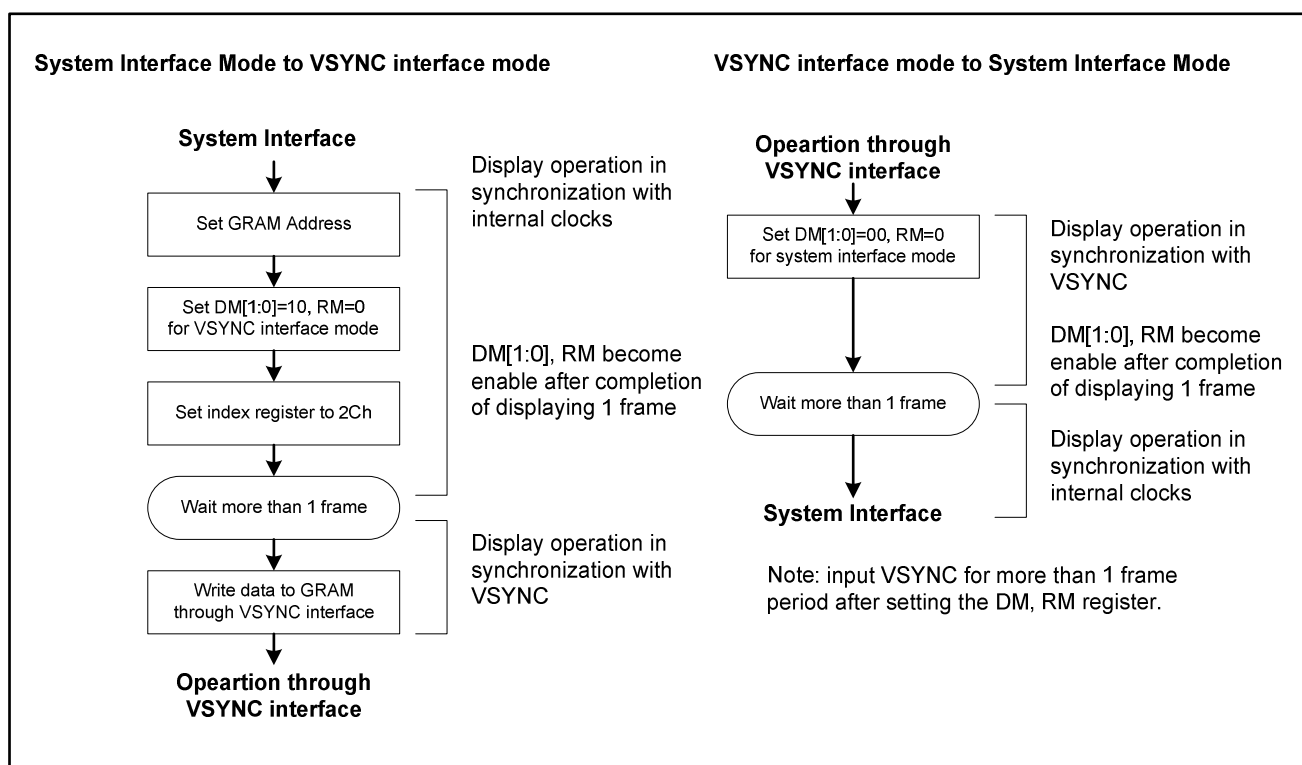 System Interface Mode to VSYNC interface mode
System Interface
Set GRAM Address
Set DM[1:0]=10, RM=0
for VSYNC interface mode
Set index register to 2Ch
Wait more than 1 frame
Write data to GRAM
through VSYNC interface
Opeartion through
VSYNC interface
Display operation in
synchronization with
internal clocks
DM[1:0], RM become
enable after completion
of displaying 1 frame
Display operation in
synchronization with
VSYNC
VSYNC interface mode to System Interface Mode
Opeartion through
VSYNC interface
Set DM[1:0]=00, RM=0
for system interface mode
Wait more than 1 frame
System Interface
Display operation in
synchronization with
VSYNC
DM[1:0], RM become
enable after completion
of displaying 1 frame
Display operation in
synchronization with
internal clocks
Note: input VSYNC for more than 1 frame
period after setting the DM, RM register.